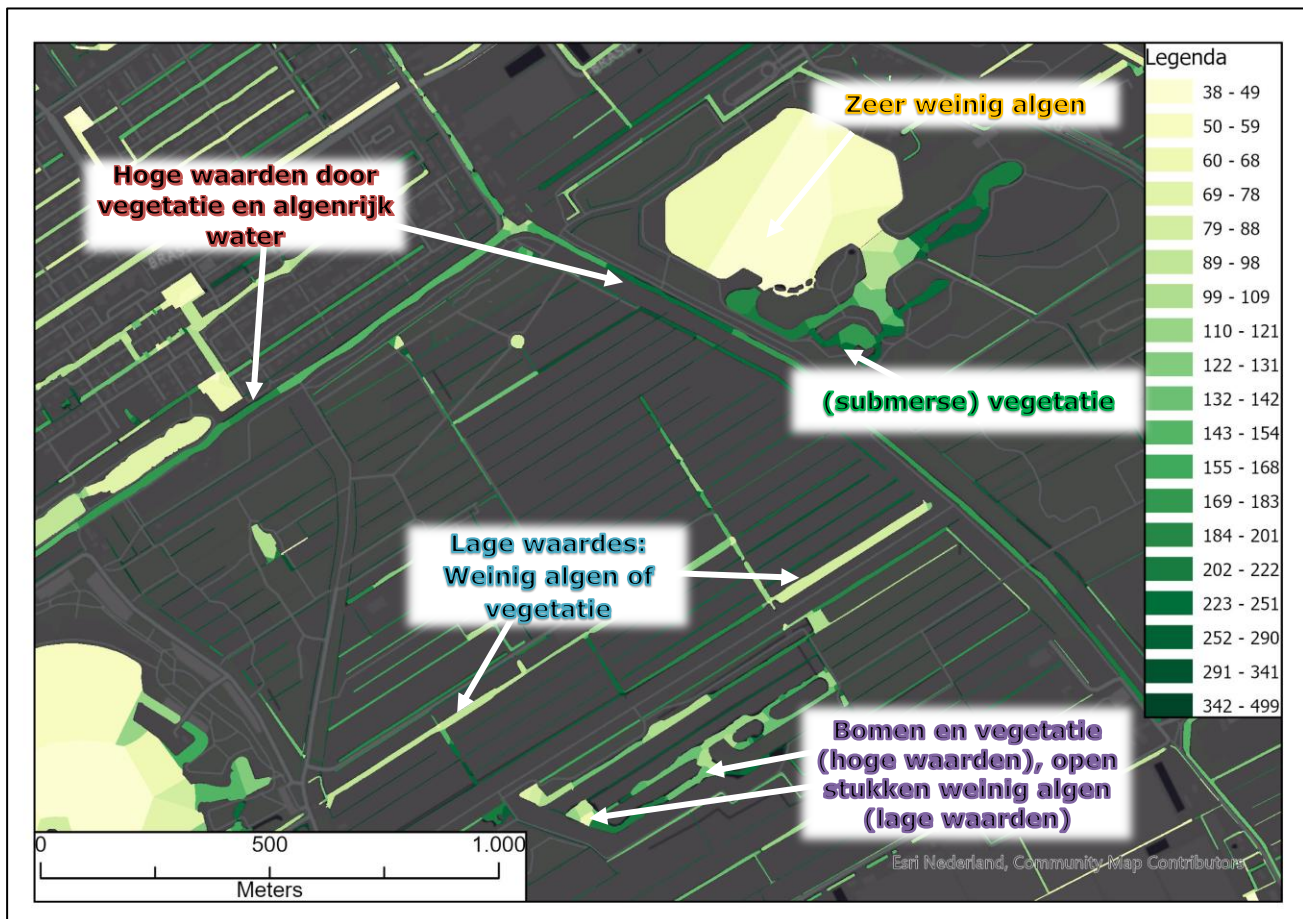 Legenda
38 - 49
50 - 59
60 - 68
69 - 78
79 - 88
89 - 98
99 - 109
110 - 121
122 - 131
132 - 142
143 - 154
155 - 168
169 - 183
184 - 201
202 - 222
223 - 251
252 - 290
291 - 341
342 - 499
Zeer weinig algen
Hoge waarden door
vegetatie en algenrijk
water
(submerse) vegetatie
Lage waardes:
Weinig algen of
vegetatie
Bomen en vegetatie
(hoge waarden), open
stukken weinig algen
(lage waarden)
0 500 1.000
Meters
Esri Nederland, Community Map Contributors